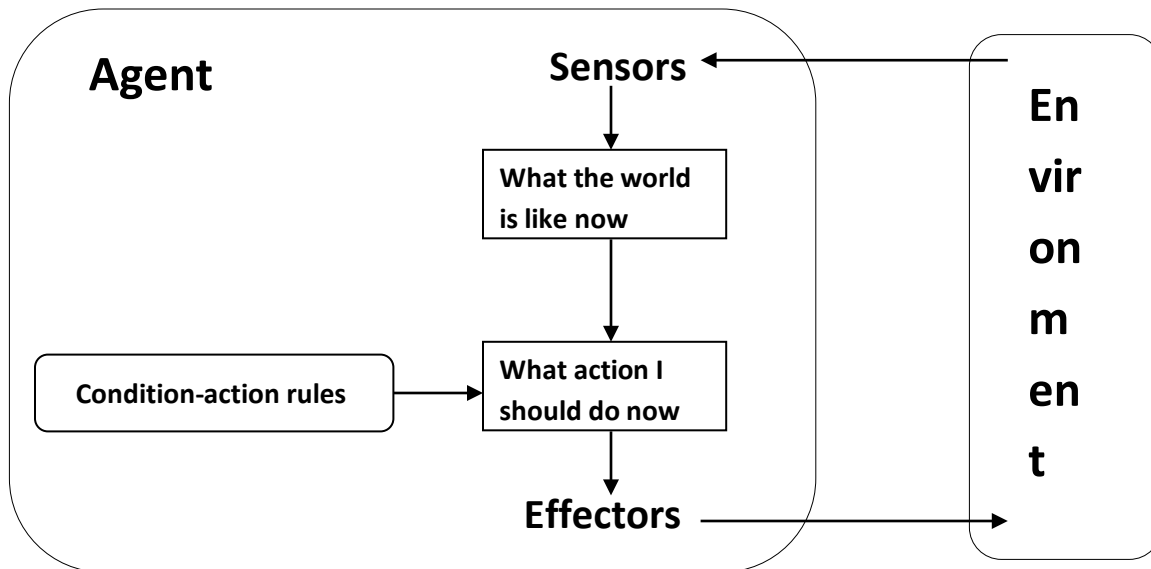 Agent
Sensors
What the world
is like now
Condition-action rules
What action I
should do now
Effectors
En
vir
on
m
en
t